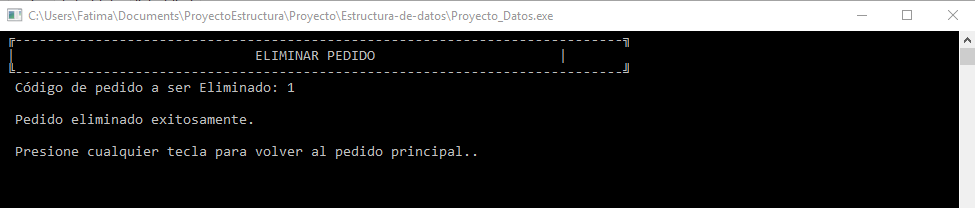 C:\Users\Fatima\Documents\ProyectoEstructura\Proyecto\Estructura-de-datos\Proyecto_Datos.exe
ELIMINAR PEDIDO
Código de pedido a ser Eliminado: 1
Pedido eliminado exitosamente.
Presione cualquier tecla para volver al pedido principal..